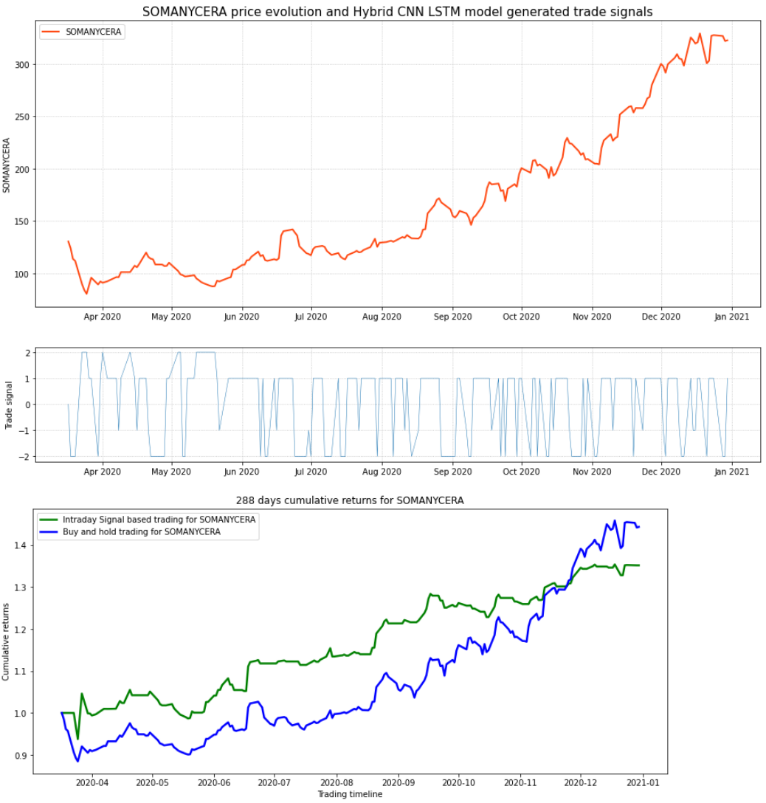 SOMANYCERA price evolution and Hybrid CNN LSTM model generated trade signals
SOMANYCERA
300
250
200
150
100
SOMANYCERA
Apr 2020 May 2020 Jun 2020 Jul 2020 Aug 2020 Sep 2020 Oct 2020 Nov 2020 Dec 2020 Jan 2021
2
1
0
−1
−2
Trade signal
Apr 2020 May 2020 Jun 2020 Jul 2020 Aug 2020 Sep 2020 Oct 2020 Nov 2020 Dec 2020 Jan 2021
288 days cumulative returns for SOMANYCERA
Intraday Signal based trading for SOMANYCERA
Buy and hold trading for SOMANYCERA
1.4
1.3
1.2
1.1
1.0
0.9
Cumulative returns
2020-04 2020-05 2020-06 2020-07 2020-08 2020-09 2020-10 2020-11 2020-12 2021-01
Trading timeline